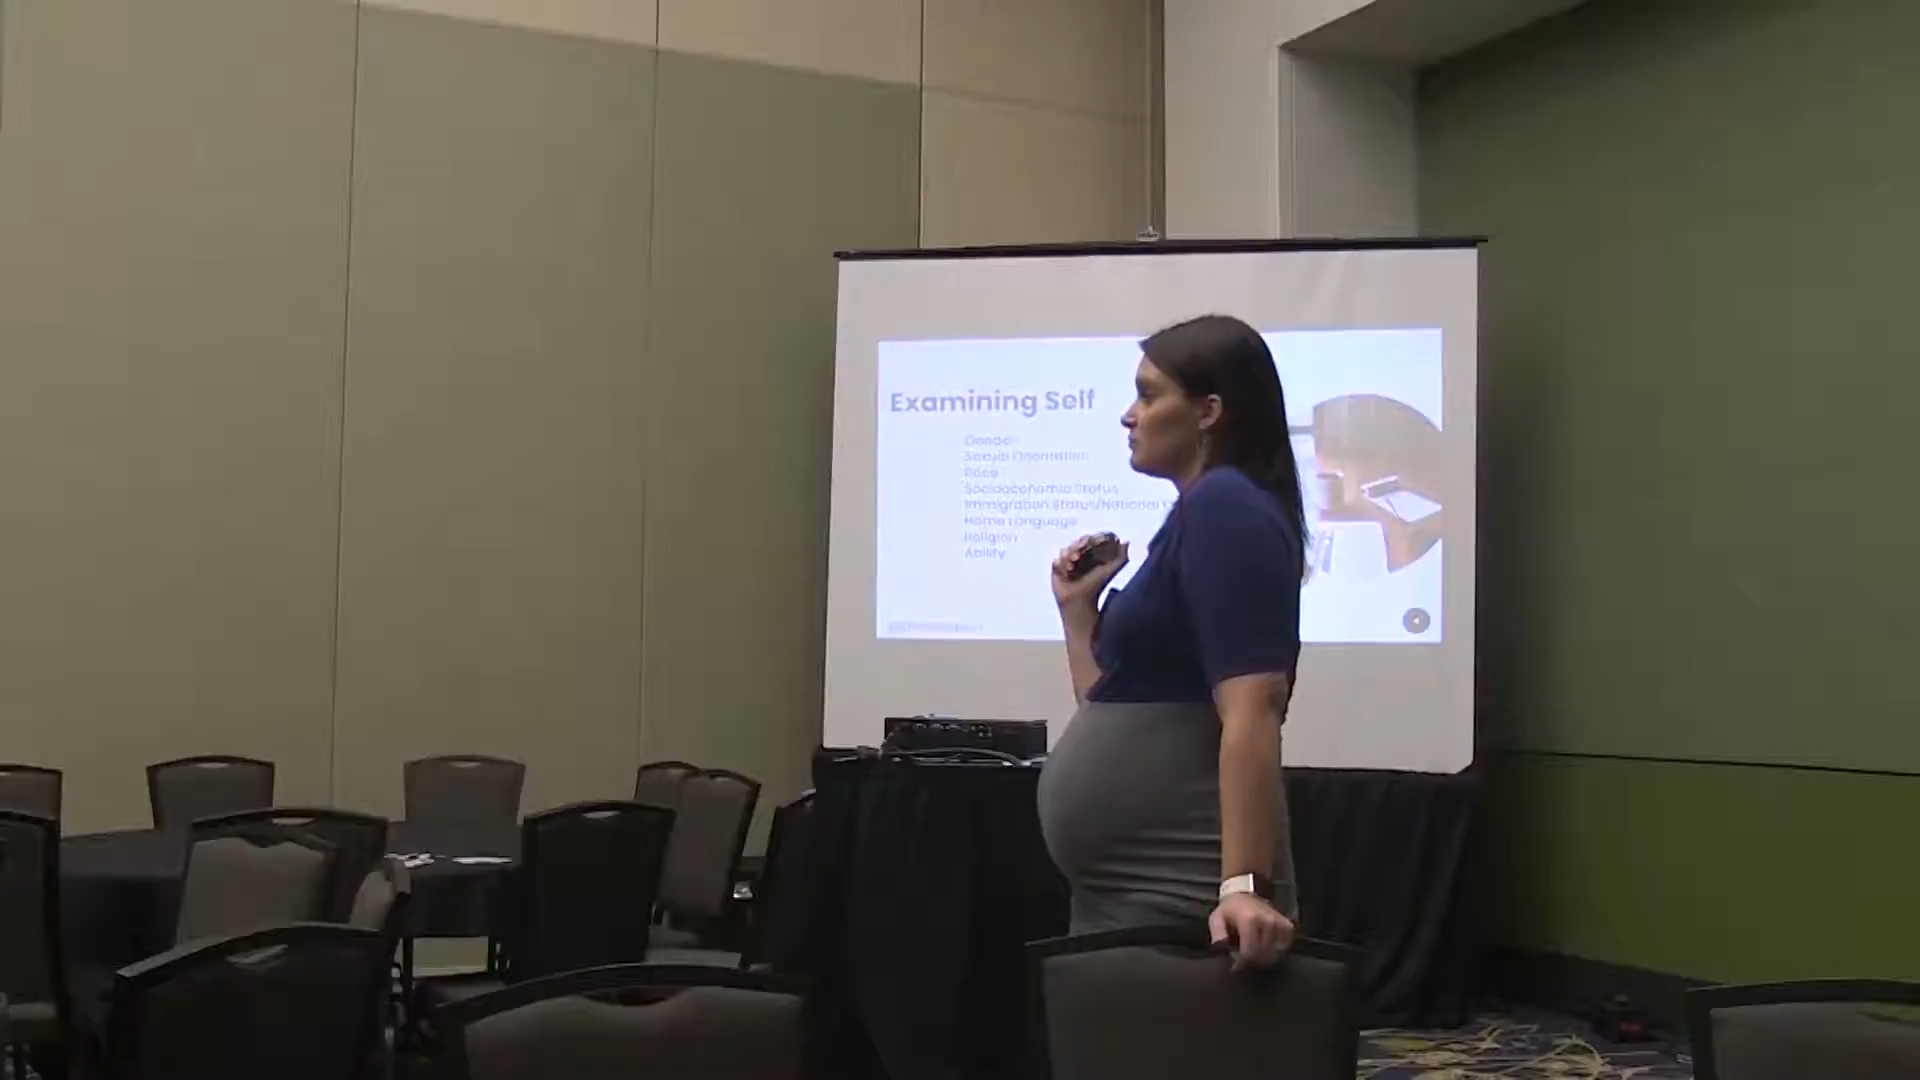 Examining Self
Gender
Sexual Orientation
Race
Socioeconomic Status
Immigration Status/National
Home Language
Religion
Ability